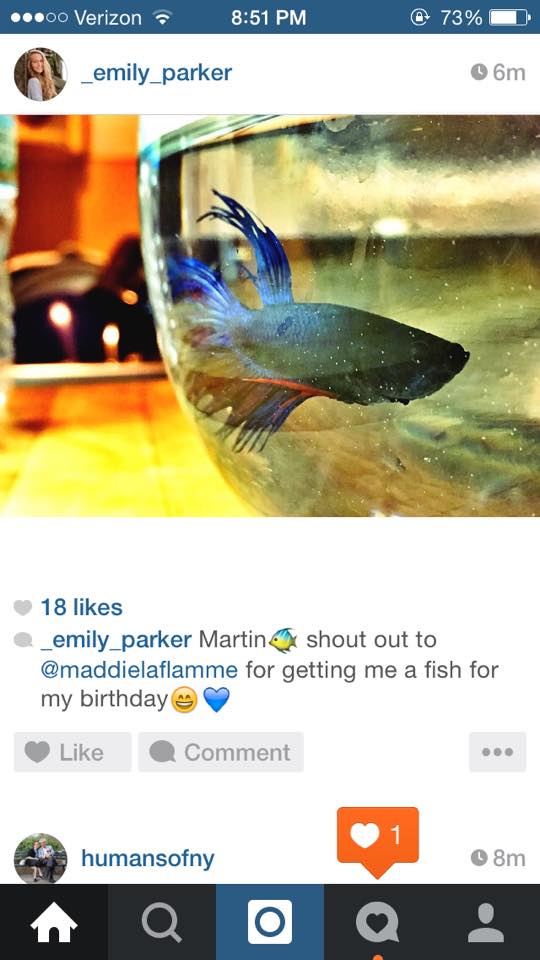 Verizon 8:51 PM 73%
_emily_parker 6m
18 likes
_emily_parker Martin🐠 shout out to
@maddielaflamme for getting me a fish for
my birthday😄💙
Like Comment •••
1
humansofny 8m